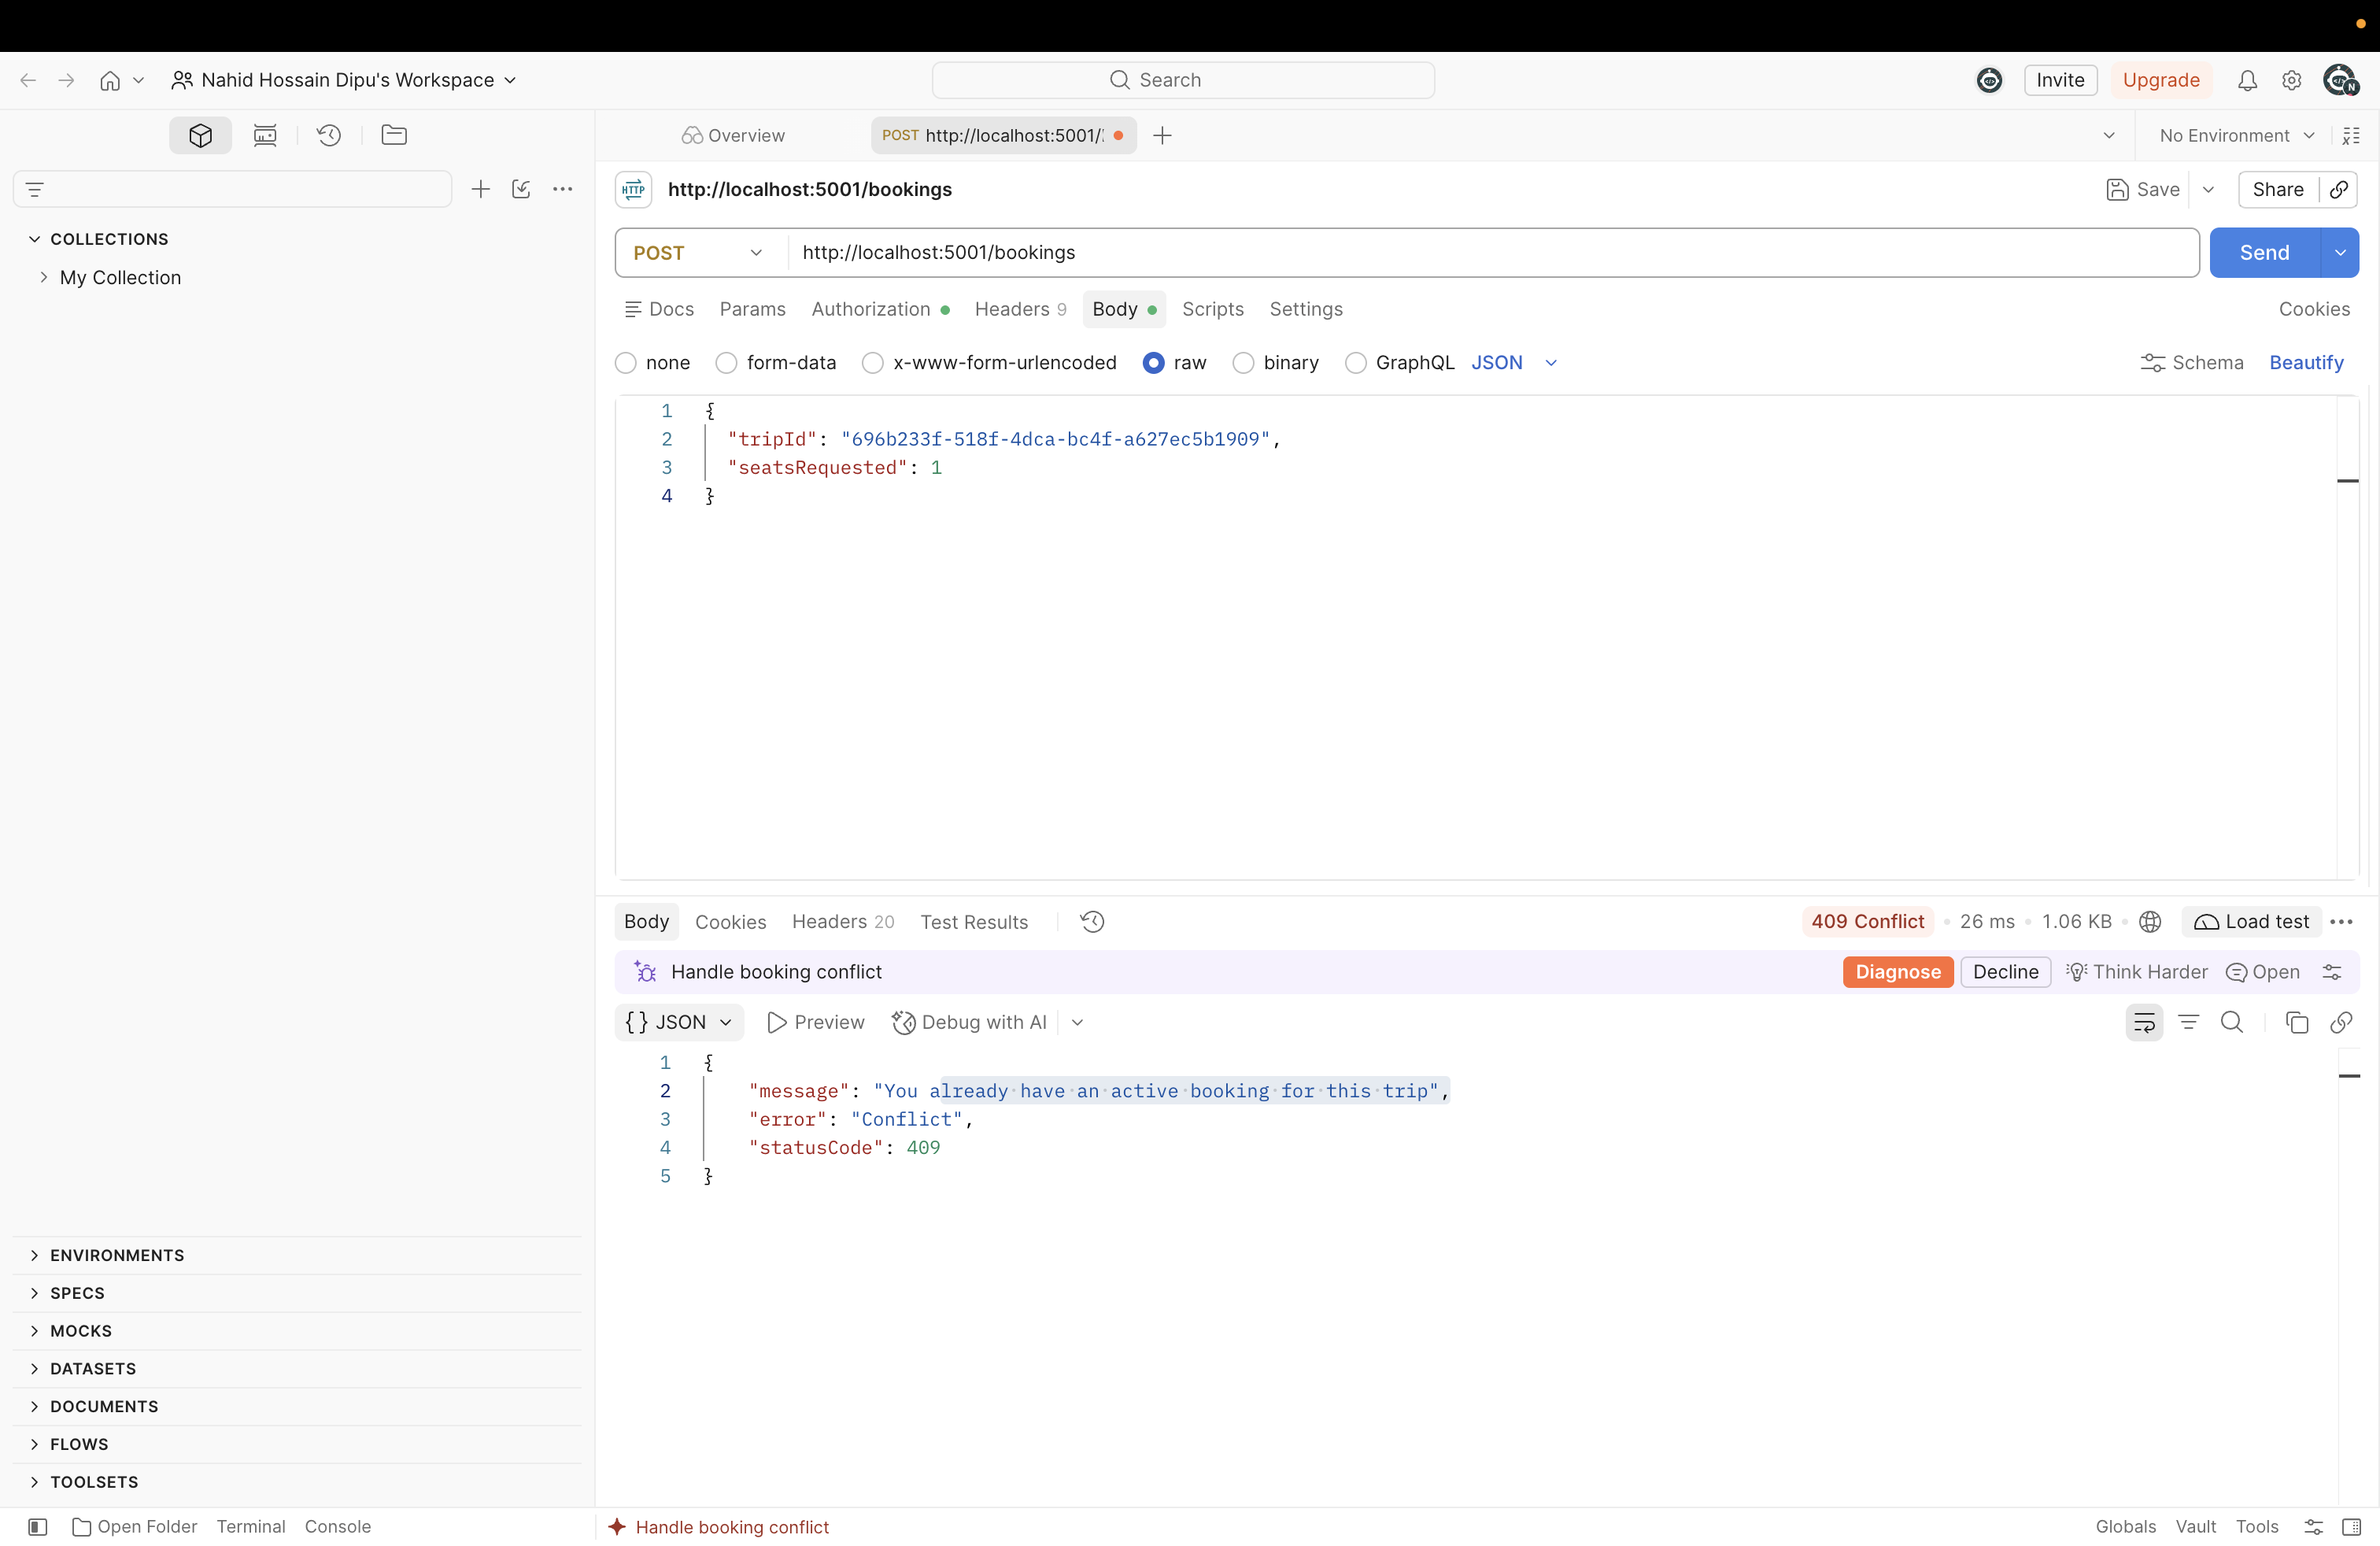 Nahid Hossain Dipu's Workspace
Search
Invite
Upgrade
N
Overview
POST http://localhost:5001/
No Environment
COLLECTIONS
My Collection
HTTP
http://localhost:5001/bookings
Save
Share
POST
http://localhost:5001/bookings
Send
Docs Params Authorization Headers 9 Body Scripts Settings Cookies
none form-data x-www-form-urlencoded raw binary GraphQL JSON Schema Beautify
1 {
2 "tripId": "696b233f-518f-4dca-bc4f-a627ec5b1909",
3 "seatsRequested": 1
4 }
Body Cookies Headers 20 Test Results 409 Conflict • 26 ms • 1.06 KB • Load test
Handle booking conflict Diagnose Decline Think Harder Open
{} JSON Preview Debug with AI
1 {
2 "message": "You already have an active booking for this trip",
3 "error": "Conflict",
4 "statusCode": 409
5 }
ENVIRONMENTS
SPECS
MOCKS
DATASETS
DOCUMENTS
FLOWS
TOOLSETS
Open Folder Terminal Console Handle booking conflict Globals Vault Tools